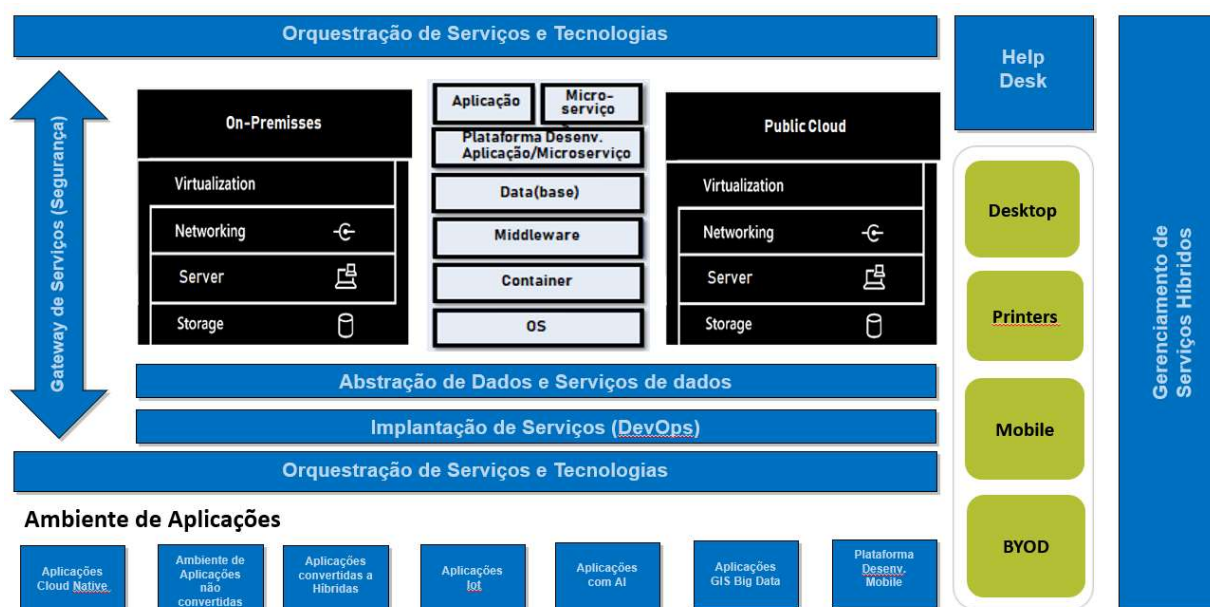 Orquestração de Serviços e Tecnologias
Help
Desk
Gateway de Serviços (Segurança)
On-Premisses
Virtualization
Networking
Server
Storage
Aplicação
Micro-
serviço
Plataforma Desenv.
Aplicação/Microserviço
Data(base)
Middleware
Container
OS
Public Cloud
Virtualization
Networking
Server
Storage
Desktop
Printers
Mobile
BYOD
Gerenciamento de
Serviços Híbridos
Abstração de Dados e Serviços de dados
Implantação de Serviços (DevOps)
Orquestração de Serviços e Tecnologias
Ambiente de Aplicações
Aplicações
Cloud Native
Ambiente de
Aplicações
não
convertidas
Aplicações
convertidas a
Híbridas
Aplicações
Iot
Aplicações
com AI
Aplicações
GIS Big Data
Plataforma
Desenv.
Mobile